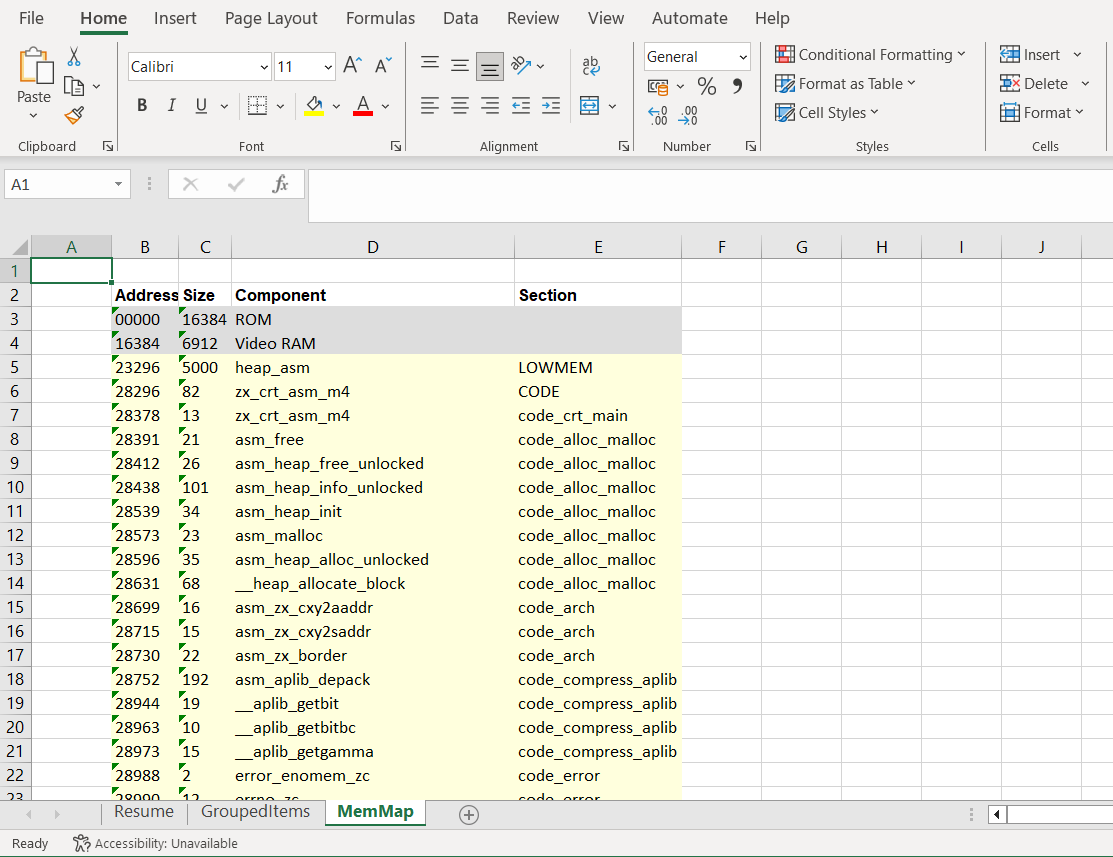 File Home Insert Page Layout Formulas Data Review View Automate Help
Calibri 11 A A ab c General Conditional Formatting Insert
Paste % Format as Table Delete
B I U A Cell Styles Format
Clipboard Font Alignment Number Styles Cells
A1 fx
A B C D E F G H I J
1
2 Address Size Component Section
3 00000 16384 ROM
4 16384 6912 Video RAM
5 23296 5000 heap_asm LOWMEM
6 28296 82 zx_crt_asm_m4 CODE
7 28378 13 zx_crt_asm_m4 code_crt_main
8 28391 21 asm_free code_alloc_malloc
9 28412 26 asm_heap_free_unlocked code_alloc_malloc
10 28438 101 asm_heap_info_unlocked code_alloc_malloc
11 28539 34 asm_heap_init code_alloc_malloc
12 28573 23 asm_malloc code_alloc_malloc
13 28596 35 asm_heap_alloc_unlocked code_alloc_malloc
14 28631 68 __heap_allocate_block code_alloc_malloc
15 28699 16 asm_zx_cxy2aaddr code_arch
16 28715 15 asm_zx_cxy2saddr code_arch
17 28730 22 asm_zx_border code_arch
18 28752 192 asm_aplib_depack code_compress_aplib
19 28944 19 __aplib_getbit code_compress_aplib
20 28963 10 __aplib_getbitbc code_compress_aplib
21 28973 15 __aplib_getgamma code_compress_aplib
22 28988 2 error_enomem_zc code_error
23 28990 12 errno_zc code_error
Resume GroupedItems MemMap
Ready Accessibility: Unavailable